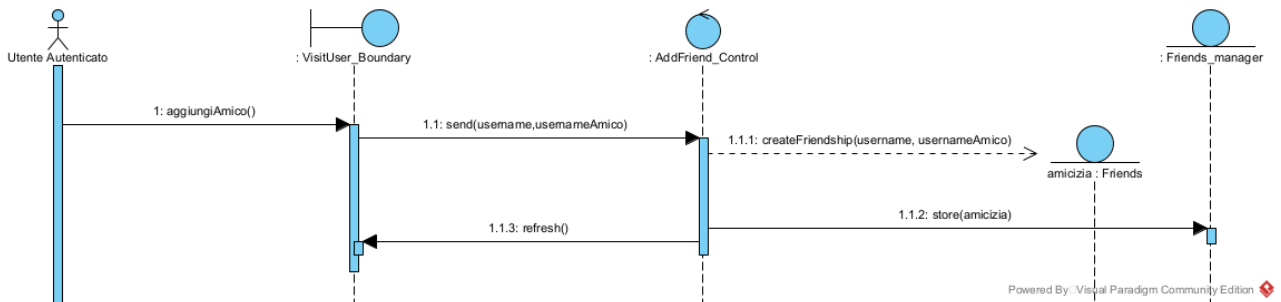 Utente Autenticato
: VisitUser_Boundary
: AddFriend_Control
: Friends_manager
1: aggiungiAmico()
1.1: send(username,usernameAmico)
1.1.1: createFriendship(username, usernameAmico)
amicizia : Friends
1.1.2: store(amicizia)
1.1.3: refresh()
Powered By Visual Paradigm Community Edition